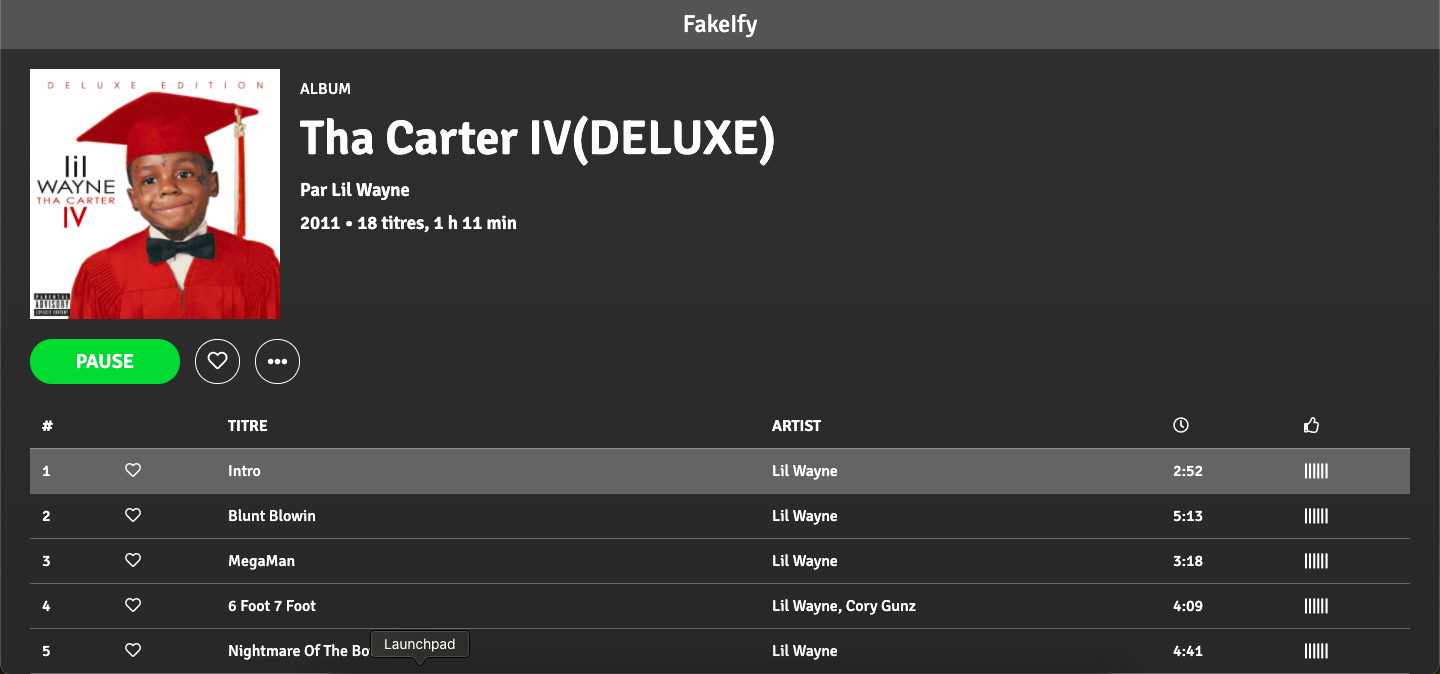 FakeIfy
DELUXE EDITION
lil
WAYNE
THA CARTER
IV
PARENTAL
ADVISORY
EXPLICIT CONTENT
ALBUM
Tha Carter IV(DELUXE)
Par Lil Wayne
2011 • 18 titres, 1 h 11 min
PAUSE
# TITRE ARTIST
1 Intro Lil Wayne 2:52
2 Blunt Blowin Lil Wayne 5:13
3 MegaMan Lil Wayne 3:18
4 6 Foot 7 Foot Lil Wayne, Cory Gunz 4:09
5 Nightmare Of The Lil Wayne 4:41
Launchpad